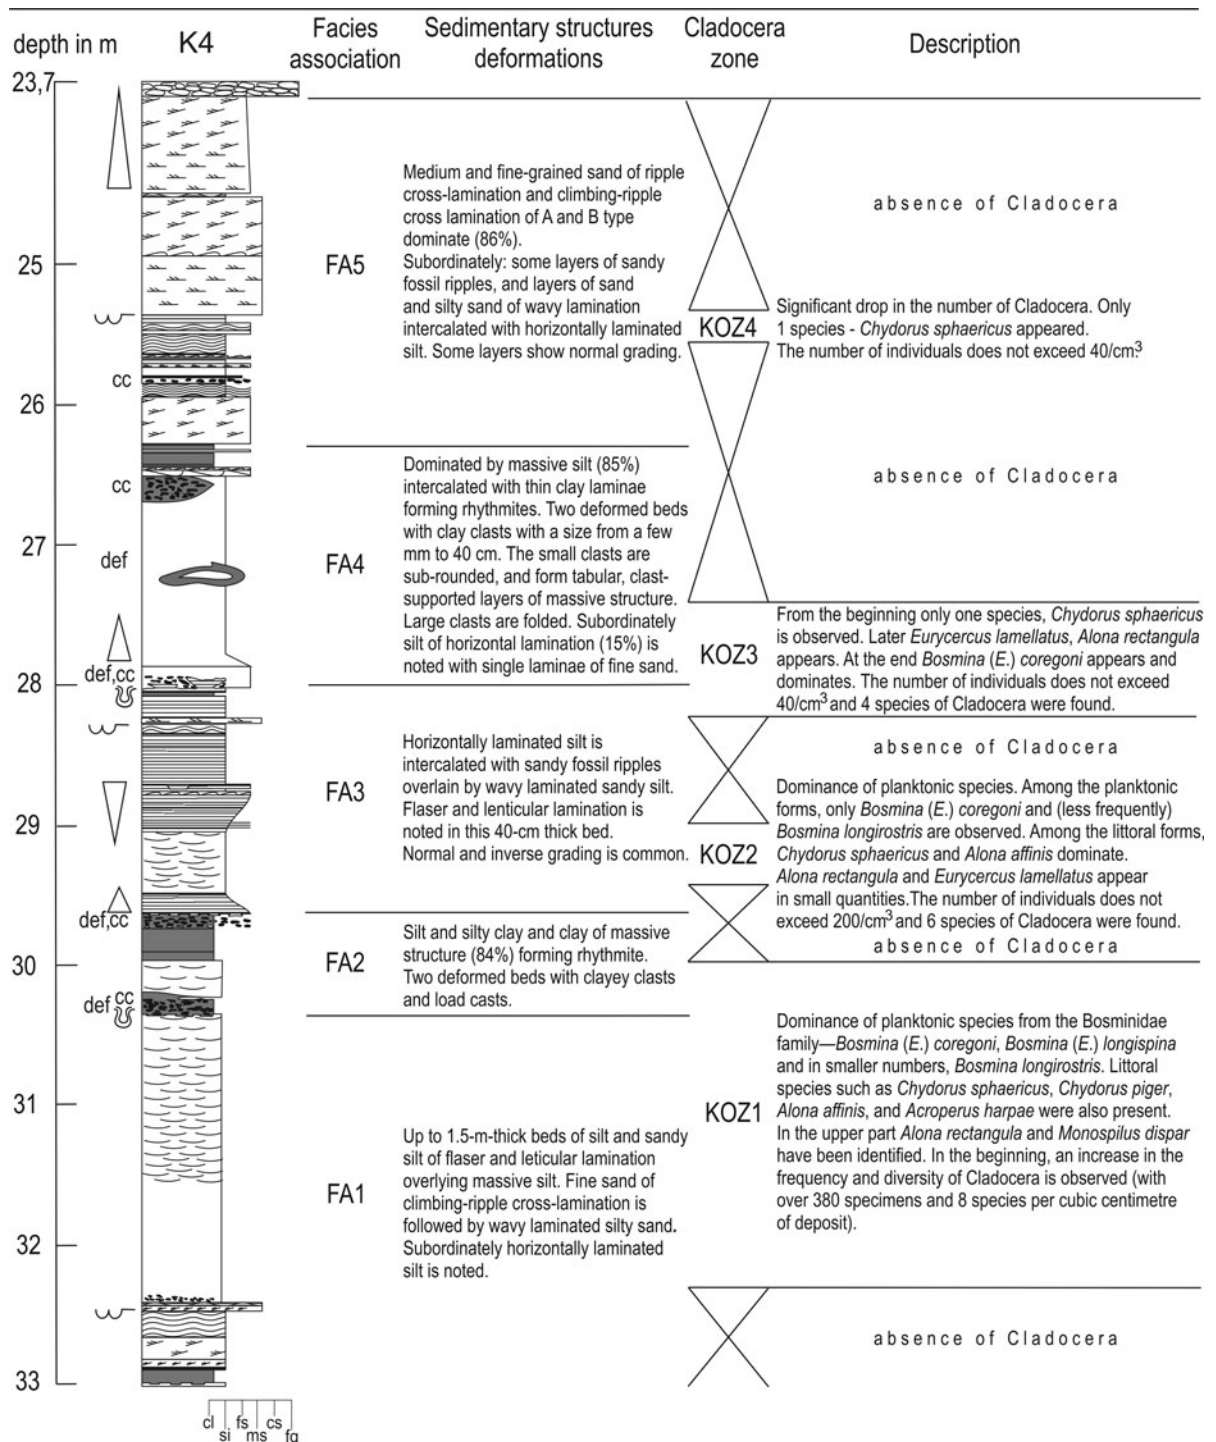 depth in m
K4
Facies
association
Sedimentary structures
deformations
Cladocera
zone
Description
23,7
25
26
27
28
29
30
31
32
33
cc
cc
def
def,cc
def,cc
def cc
cl
si
fs
ms
cs
fg
FA5
Medium and fine-grained sand of ripple
cross-lamination and climbing-ripple
cross lamination of A and B type
dominate (86%).
Subordinately: some layers of sandy
fossil ripples, and layers of sand
and silty sand of wavy lamination
intercalated with horizontally laminated
silt. Some layers show normal grading.
FA4
Dominated by massive silt (85%)
intercalated with thin clay laminae
forming rhythmites. Two deformed beds
with clay clasts with a size from a few
mm to 40 cm. The small clasts are
sub-rounded, and form tabular, clast-
supported layers of massive structure.
Large clasts are folded. Subordinately
silt of horizontal lamination (15%) is
noted with single laminae of fine sand.
FA3
Horizontally laminated silt is
intercalated with sandy fossil ripples
overlain by wavy laminated sandy silt.
Flaser and lenticular lamination is
noted in this 40-cm thick bed.
Normal and inverse grading is common.
FA2
Silt and silty clay and clay of massive
structure (84%) forming rhythmite.
Two deformed beds with clayey clasts
and load casts.
FA1
Up to 1.5-m-thick beds of silt and sandy
silt of flaser and leticular lamination
overlying massive silt. Fine sand of
climbing-ripple cross-lamination is
followed by wavy laminated silty sand.
Subordinately horizontally laminated
silt is noted.
absence of Cladocera
KOZ4
Significant drop in the number of Cladocera. Only
1 species - Chydorus sphaericus appeared.
The number of individuals does not exceed 40/cm³.
absence of Cladocera
KOZ3
From the beginning only one species, Chydorus sphaericus
is observed. Later Eurycercus lamellatus, Alona rectangula
appears. At the end Bosmina (E.) coregoni appears and
dominates. The number of individuals does not exceed
40/cm³ and 4 species of Cladocera were found.
absence of Cladocera
KOZ2
Dominance of planktonic species. Among the planktonic
forms, only Bosmina (E.) coregoni and (less frequently)
Bosmina longirostris are observed. Among the littoral forms,
Chydorus sphaericus and Alona affinis dominate.
Alona rectangula and Eurycercus lamellatus appear
in small quantities.The number of individuals does not
exceed 200/cm³ and 6 species of Cladocera were found.
absence of Cladocera
KOZ1
Dominance of planktonic species from the Bosminidae
family—Bosmina (E.) coregoni, Bosmina (E.) longispina
and in smaller numbers, Bosmina longirostris. Littoral
species such as Chydorus sphaericus, Chydorus piger,
Alona affinis, and Acroperus harpae were also present.
In the upper part Alona rectangula and Monospilus dispar
have been identified. In the beginning, an increase in the
frequency and diversity of Cladocera is observed (with
over 380 specimens and 8 species per cubic centimetre
of deposit).
absence of Cladocera